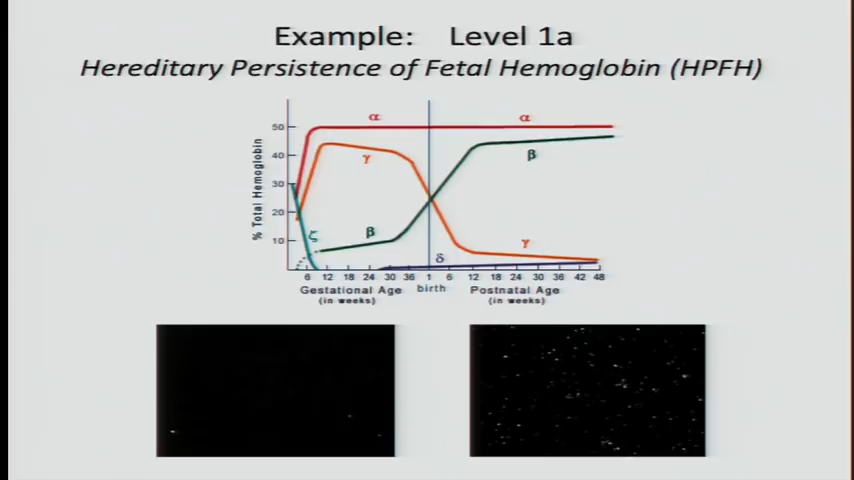 Example: Level 1a
Hereditary Persistence of Fetal Hemoglobin (HPFH)
% Total Hemoglobin
50
40
30
20
10
α
α
γ
β
ζ
β
γ
δ
6 12 18 24 30 36 1 6 12 18 24 30 36 42 48
Gestational Age birth Postnatal Age
(in weeks) (in weeks)